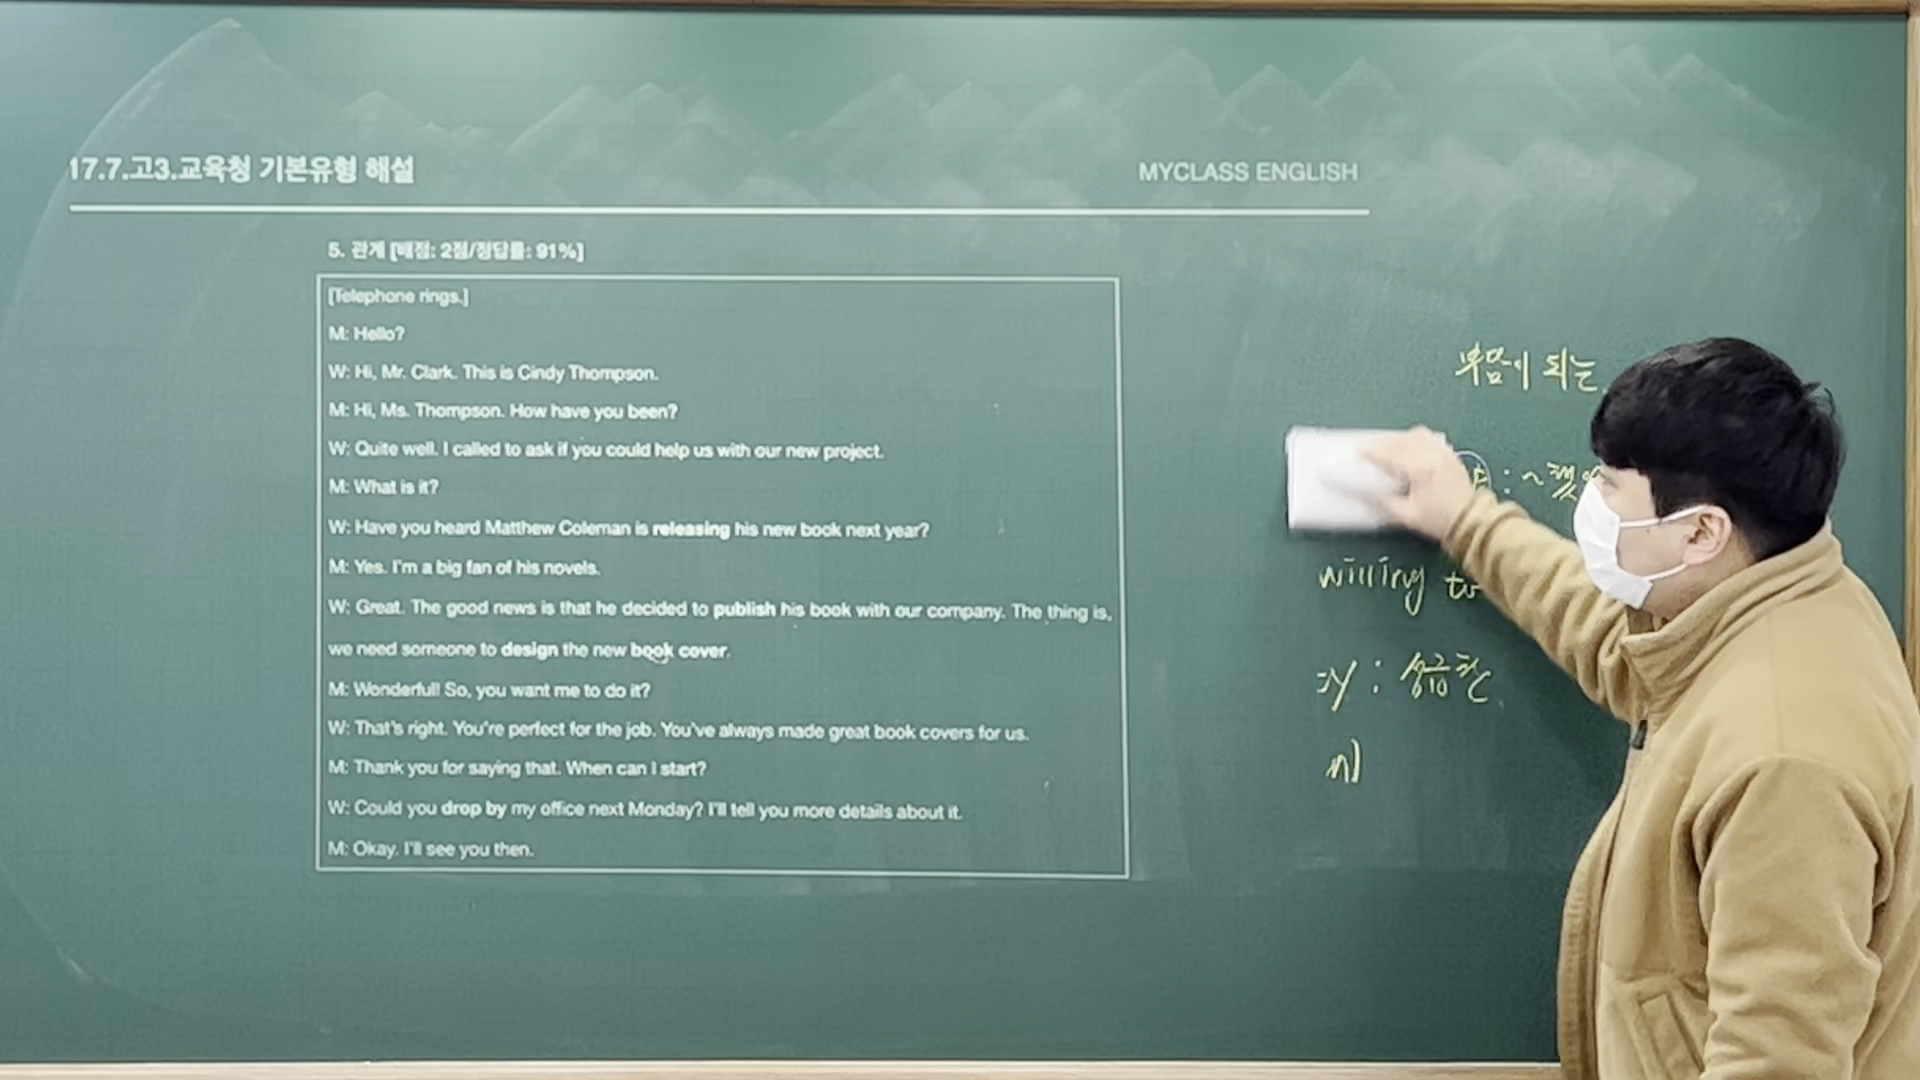 17.7.고3.교육청 기본유형 해설
MYCLASS ENGLISH
5. 관계 [배점: 2점/정답률: 91%]
[Telephone rings.]
M: Hello?
W: Hi, Mr. Clark. This is Cindy Thompson.
M: Hi, Ms. Thompson. How have you been?
W: Quite well. I called to ask if you could help us with our new project.
M: What is it?
W: Have you heard Matthew Coleman is releasing his new book next year?
M: Yes. I'm a big fan of his novels.
W: Great. The good news is that he decided to publish his book with our company. The thing is,
we need someone to design the new book cover.
M: Wonderful! So, you want me to do it?
W: That's right. You're perfect for the job. You've always made great book covers for us.
M: Thank you for saying that. When can I start?
W: Could you drop by my office next Monday? I'll tell you more details about it.
M: Okay. I'll see you then.
되는
willing to